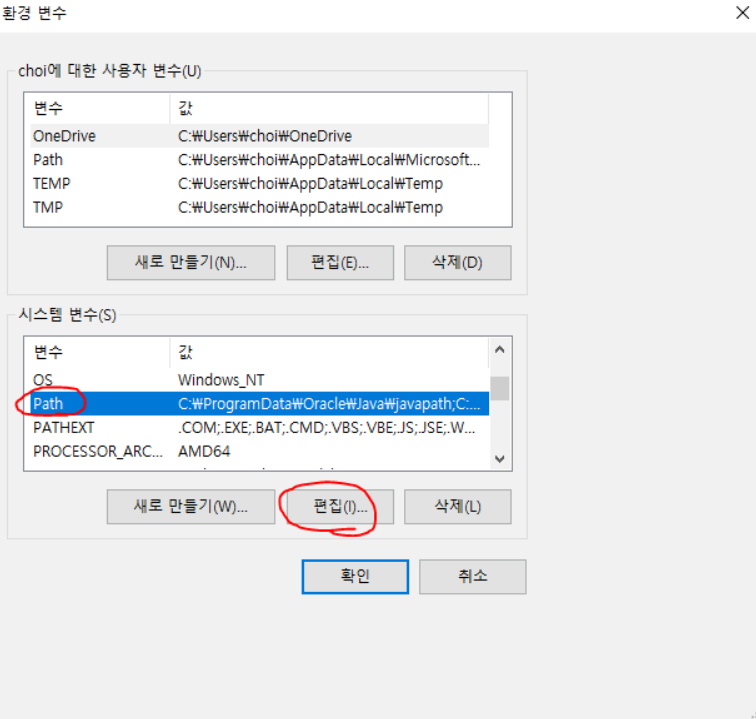 환경 변수
choi에 대한 사용자 변수(U)
변수 값
OneDrive C:₩Users₩choi₩OneDrive
Path C:₩Users₩choi₩AppData₩Local₩Microsoft...
TEMP C:₩Users₩choi₩AppData₩Local₩Temp
TMP C:₩Users₩choi₩AppData₩Local₩Temp
새로 만들기(N)... 편집(E)... 삭제(D)
시스템 변수(S)
변수 값
OS Windows_NT
Path C:₩ProgramData₩Oracle₩Java₩javapath;C:...
PATHEXT .COM;.EXE;.BAT;.CMD;.VBS;.VBE;.JS;.JSE;.W...
PROCESSOR_ARC... AMD64
새로 만들기(W)... 편집(I)... 삭제(L)
확인 취소